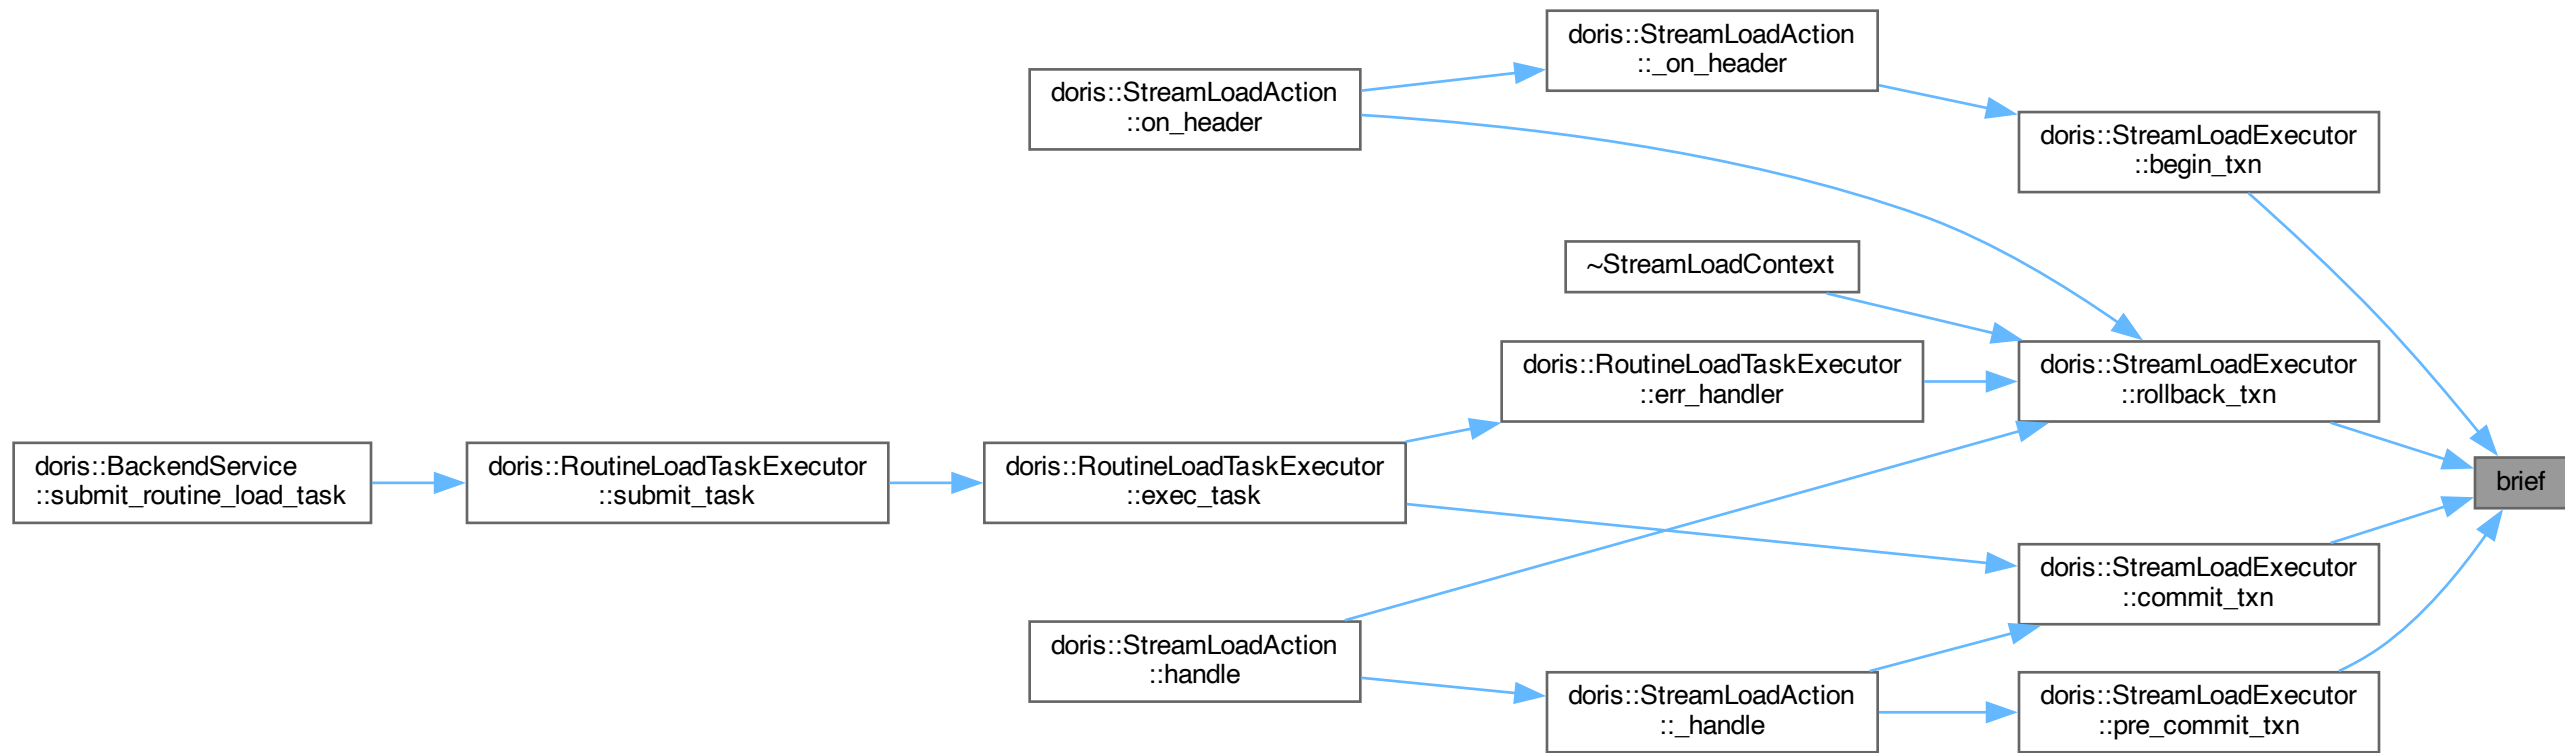 doris::StreamLoadAction
::_on_header
doris::StreamLoadAction
::on_header
doris::StreamLoadExecutor
::begin_txn
~StreamLoadContext
doris::RoutineLoadTaskExecutor
::err_handler
doris::StreamLoadExecutor
::rollback_txn
doris::BackendService
::submit_routine_load_task
doris::RoutineLoadTaskExecutor
::submit_task
doris::RoutineLoadTaskExecutor
::exec_task
brief
doris::StreamLoadExecutor
::commit_txn
doris::StreamLoadAction
::handle
doris::StreamLoadAction
::_handle
doris::StreamLoadExecutor
::pre_commit_txn